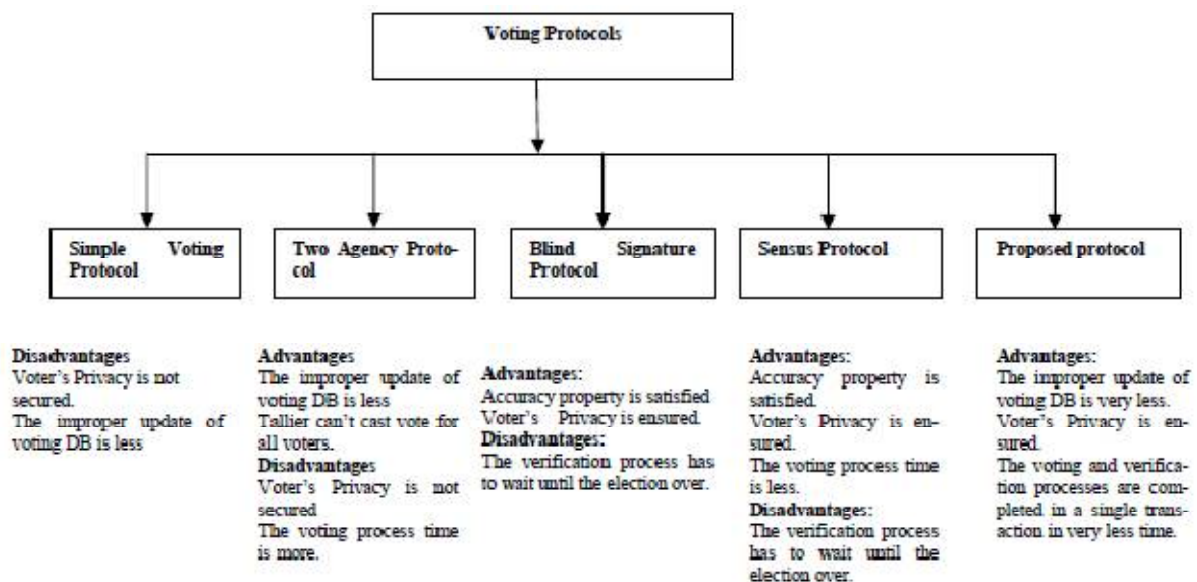 Voting Protocols
Simple Voting
Protocol
Two Agency Proto-
col
Blind Signature
Protocol
Sensus Protocol
Proposed protocol
Disadvantages
Voter's Privacy is not
secured.
The improper update of
voting DB is less
Advantages
The improper update of
voting DB is less
Tallier can't cast vote for
all voters.
Disadvantages
Voter's Privacy is not
secured
The voting process time
is more.
Advantages:
Accuracy property is satisfied
Voter's Privacy is ensured.
Disadvantages:
The verification process has
to wait until the election over.
Advantages:
Accuracy property is
satisfied.
Voter's Privacy is en-
sured.
The voting process time
is less.
Disadvantages:
The verification process
has to wait until the
election over.
Advantages:
The improper update of
voting DB is very less.
Voter's Privacy is en-
sured.
The voting and verifica-
tion processes are com-
pleted in a single trans-
action in very less time.